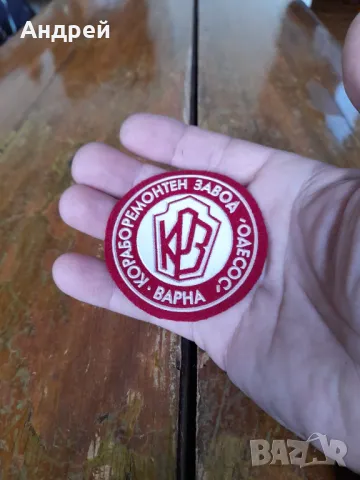 Андрей
КОРАБОРЕМОНТЕН ЗАВОД „ОДЕСОС”
КРЗ
· ВАРНА ·
BAZAR